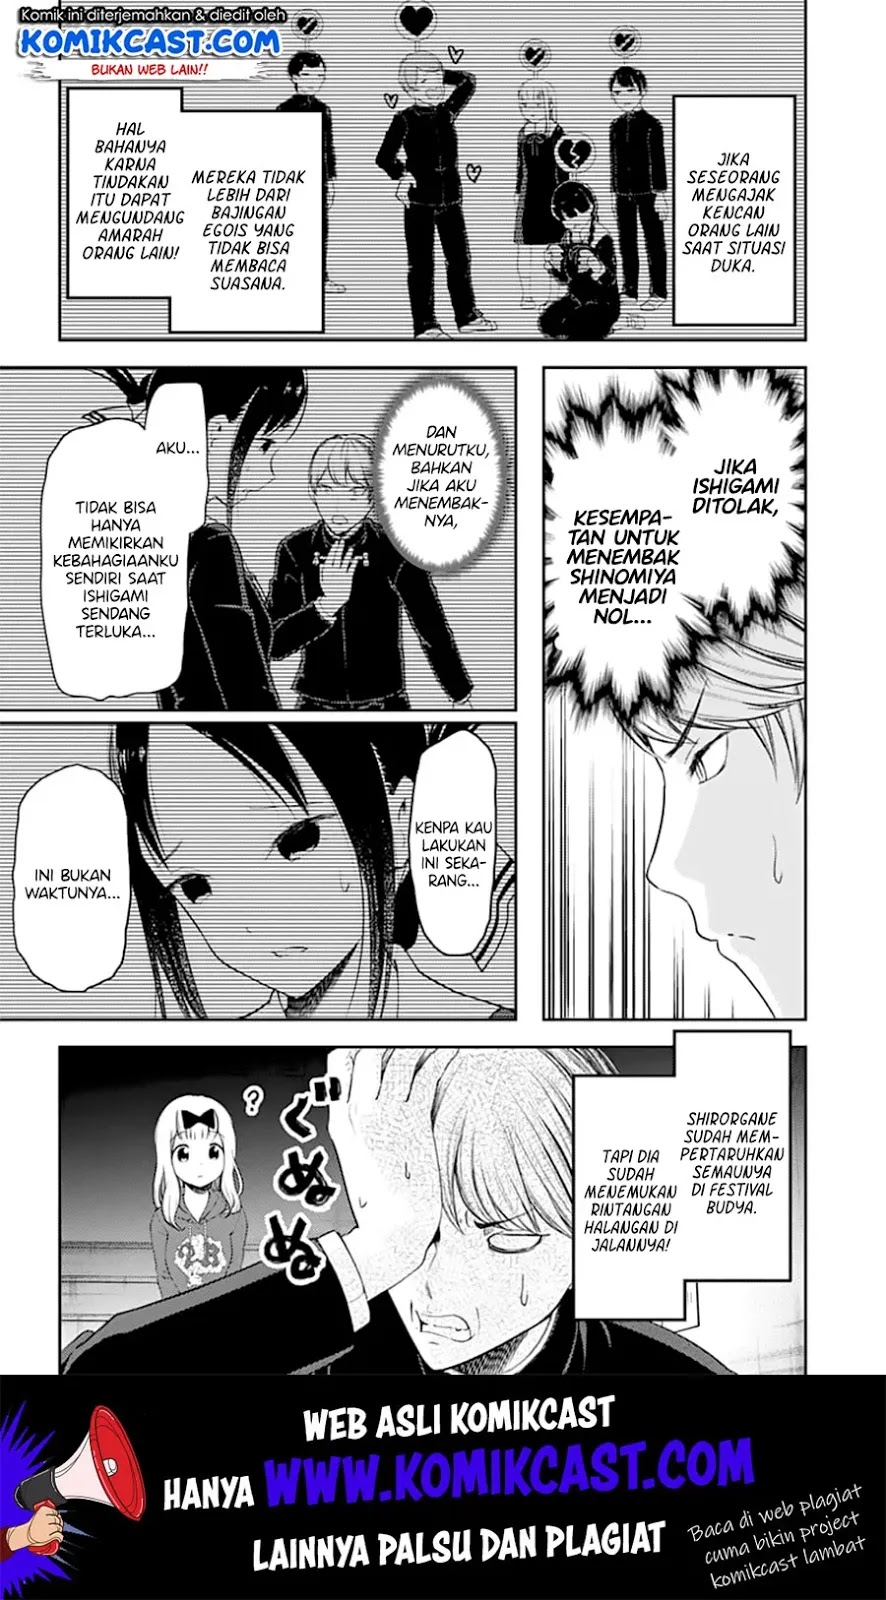 Komik ini diterjemahkan & diedit oleh
KOMIKCAST.COM
BUKAN WEB LAIN!!
JIKA
SESEORANG
MENGAJAK
KENCAN
ORANG LAIN
SAAT SITUASI
DUKA.
MEREKA TIDAK
LEBIH DARI
BAJINGAN
EGOIS YANG
TIDAK BISA
MEMBACA
SUASANA.
HAL
BAHANYA
KARNA
TINDAKAN
ITU DAPAT
MENGUNDANG
AMARAH
ORANG LAIN!
JIKA
ISHIGAMI
DITOLAK,
KESEMPA-
TAN UNTUK
MENEMBAK
SHINOMIYA
MENJADI
NOL...
DAN
MENURUTKU,
BAHKAN
JIKA AKU
MENEMBAK-
NYA,
AKU...
TIDAK BISA
HANYA
MEMIKIRKAN
KEBAHAGIAANKU
SENDIRI SAAT
ISHIGAMI
SENDANG
TERLUKA...
KENPA KAU
LAKUKAN
INI SEKA-
RANG...
INI BUKAN
WAKTUNYA...
SHIRORGANE
SUDAH MEM-
PERTARUHKAN
SEMAUNYA
DI FESTIVAL
BUDYA.
TAPI DIA
SUDAH
MENEMUKAN
RINTANGAN
HALANGAN DI
JALANNYA!
?
ぐぬぬ
WEB ASLI KOMIKCAST
HANYA WWW.KOMIKCAST.COM
LAINNYA PALSU DAN PLAGIAT
Baca di web plagiat
cuma bikin project
komikcast lambat